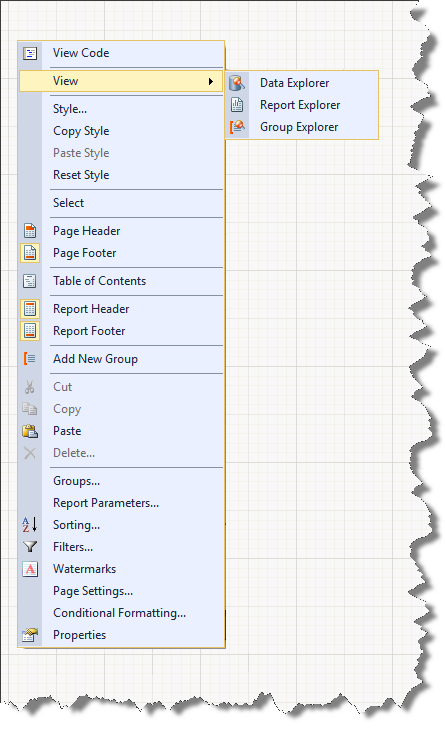 View Code
View
Data Explorer
Report Explorer
Group Explorer
Style...
Copy Style
Paste Style
Reset Style
Select
Page Header
Page Footer
Table of Contents
Report Header
Report Footer
Add New Group
Cut
Copy
Paste
Delete...
Groups...
Report Parameters...
Sorting...
Filters...
Watermarks
Page Settings...
Conditional Formatting...
Properties